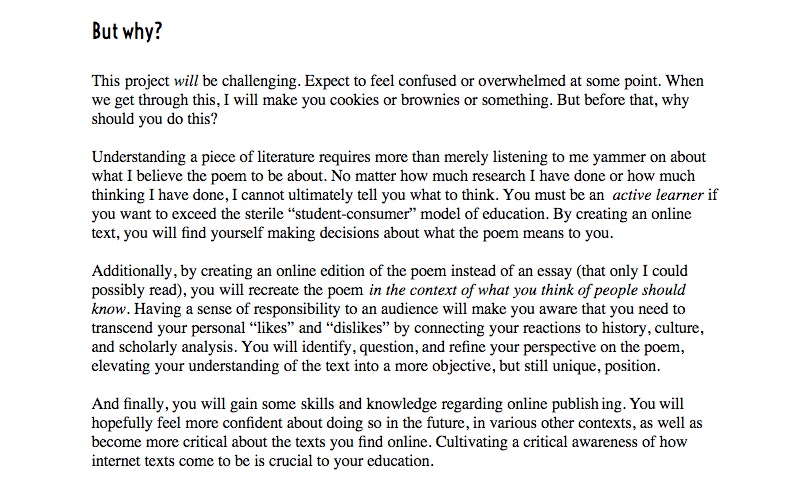 But why?
This project will be challenging. Expect to feel confused or overwhelmed at some point. When
we get through this, I will make you cookies or brownies or something. But before that, why
should you do this?
Understanding a piece of literature requires more than merely listening to me yammer on about
what I believe the poem to be about. No matter how much research I have done or how much
thinking I have done, I cannot ultimately tell you what to think. You must be an active learner if
you want to exceed the sterile “student-consumer” model of education. By creating an online
text, you will find yourself making decisions about what the poem means to you.
Additionally, by creating an online edition of the poem instead of an essay (that only I could
possibly read), you will recreate the poem in the context of what you think of people should
know. Having a sense of responsibility to an audience will make you aware that you need to
transcend your personal “likes” and “dislikes” by connecting your reactions to history, culture,
and scholarly analysis. You will identify, question, and refine your perspective on the poem,
elevating your understanding of the text into a more objective, but still unique, position.
And finally, you will gain some skills and knowledge regarding online publishing. You will
hopefully feel more confident about doing so in the future, in various other contexts, as well as
become more critical about the texts you find online. Cultivating a critical awareness of how
internet texts come to be is crucial to your education.